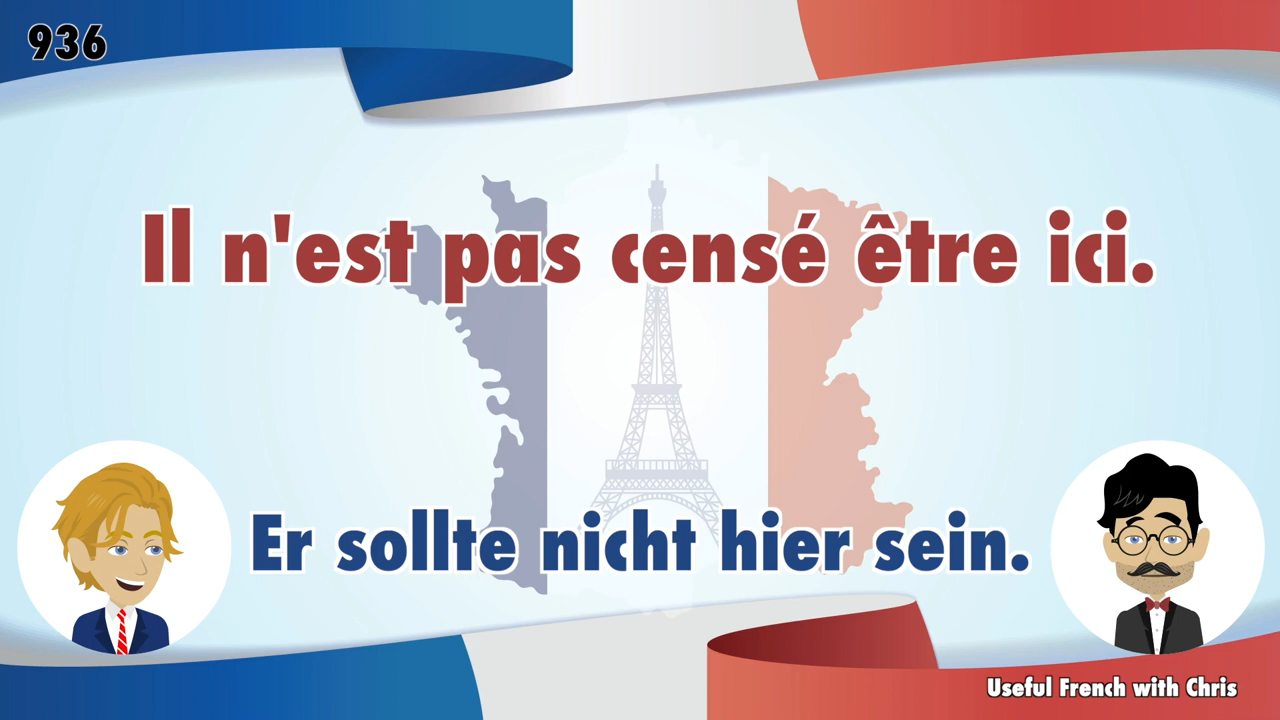 936
Il n'est pas censé être ici.
Er sollte nicht hier sein.
Useful French with Chris